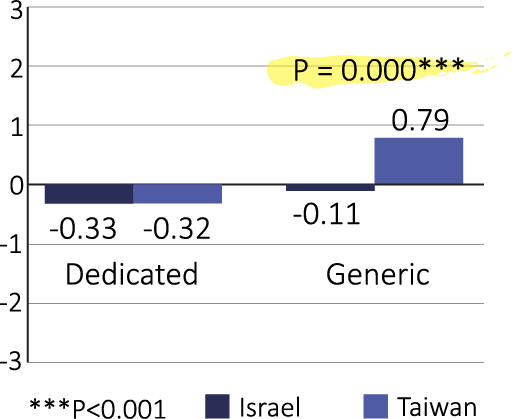 3
2
P = 0.000***
1
0.79
0
-0.33 -0.32 -0.11
-1
Dedicated Generic
-2
-3
***P<0.001 Israel Taiwan